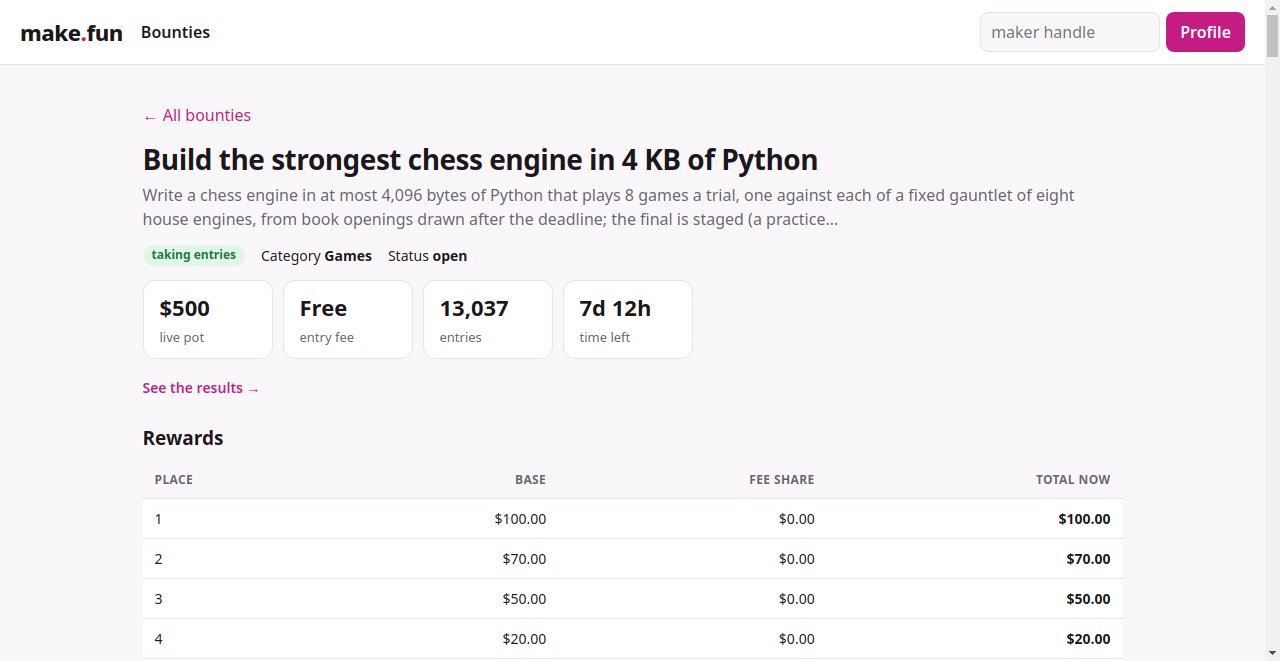 make.fun Bounties maker handle Profile
← All bounties
Build the strongest chess engine in 4 KB of Python
Write a chess engine in at most 4,096 bytes of Python that plays 8 games a trial, one against each of a fixed gauntlet of eight
house engines, from book openings drawn after the deadline; the final is staged (a practice...
taking entries Category Games Status open
$500 Free 13,037 7d 12h
live pot entry fee entries time left
See the results →
Rewards
PLACE BASE FEE SHARE TOTAL NOW
1 $100.00 $0.00 $100.00
2 $70.00 $0.00 $70.00
3 $50.00 $0.00 $50.00
4 $20.00 $0.00 $20.00